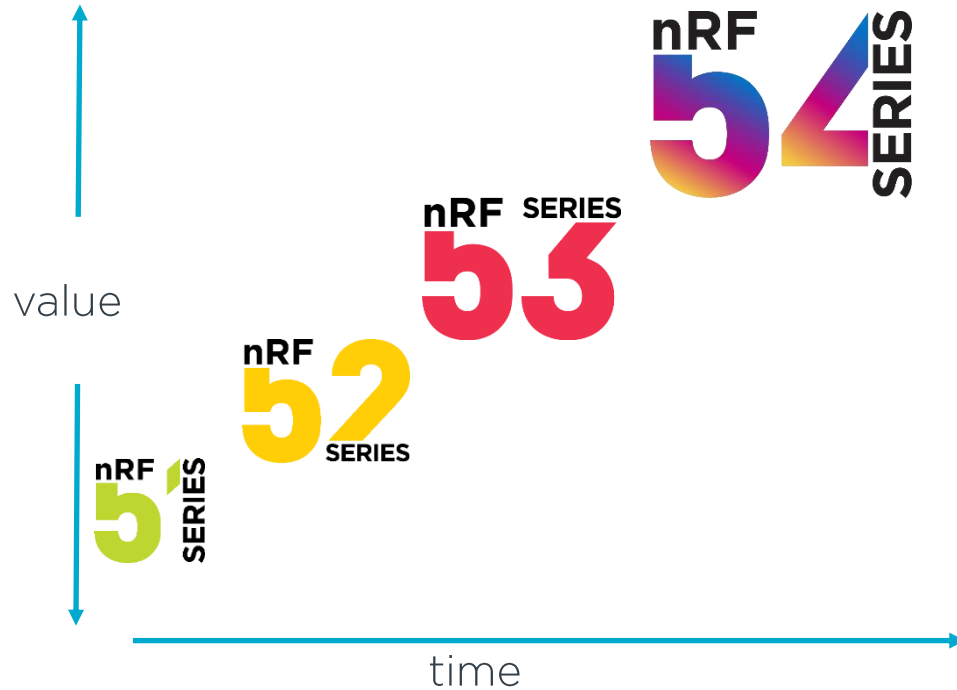 nRF
54
SERIES
nRF SERIES
53
value
nRF
52
SERIES
nRF
51
SERIES
time